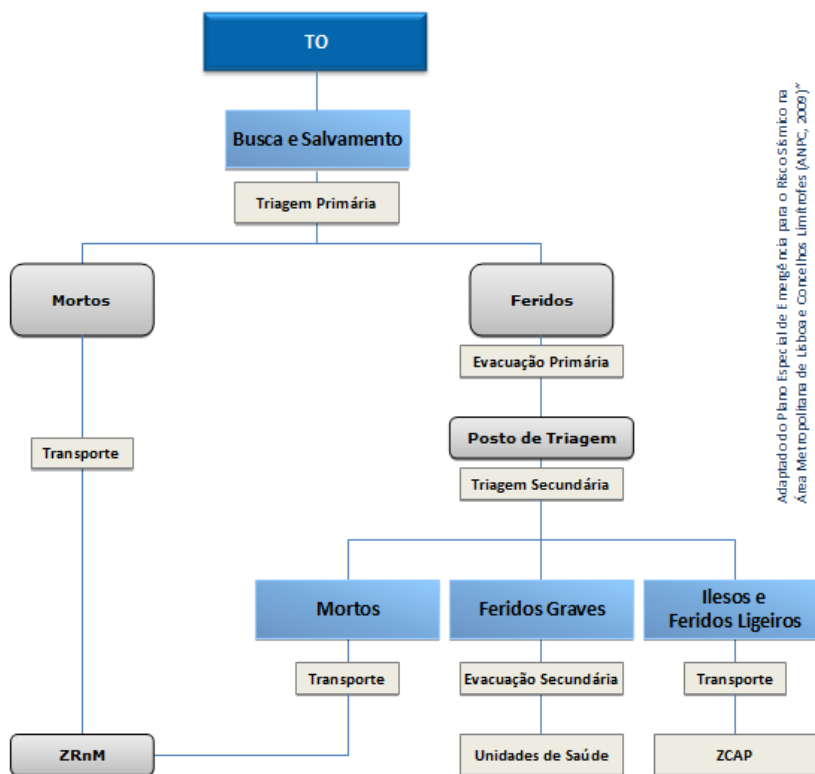 TO
Busca e Salvamento
Triagem Primária
Mortos
Feridos
Evacuação Primária
Posto de Triagem
Transporte
Triagem Secundária
Mortos
Feridos Graves
Ilesos e
Feridos Ligeiros
Transporte
Evacuação Secundária
Transporte
ZRnM
Unidades de Saúde
ZCAP
Adaptado do Plano Especial de Emergência para o Risco Sísmico na
Área Metropolitana de Lisboa e Concelhos Limítrofes (ANPC, 2009)"